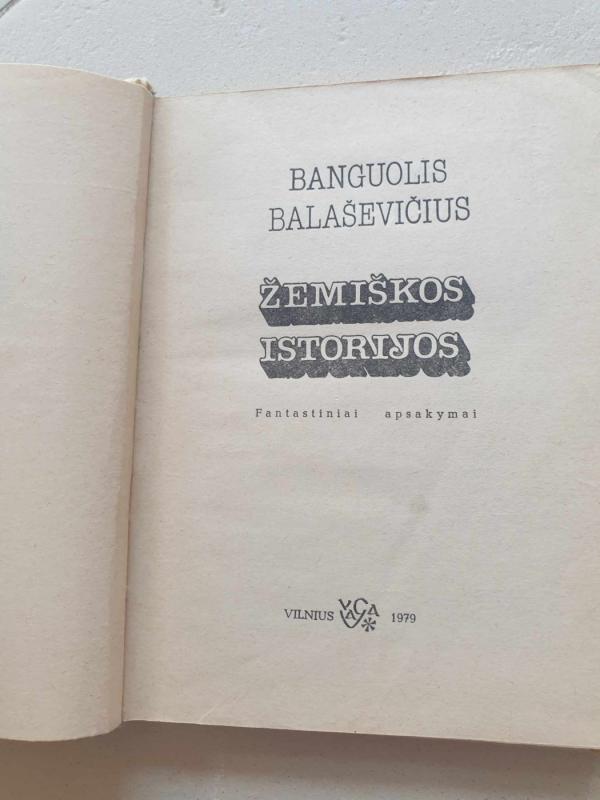 BANGUOLIS
BALAŠEVIČIUS
ŽEMIŠKOS
ISTORIJOS
Fantastiniai apsakymai
VILNIUS VAGA 1979